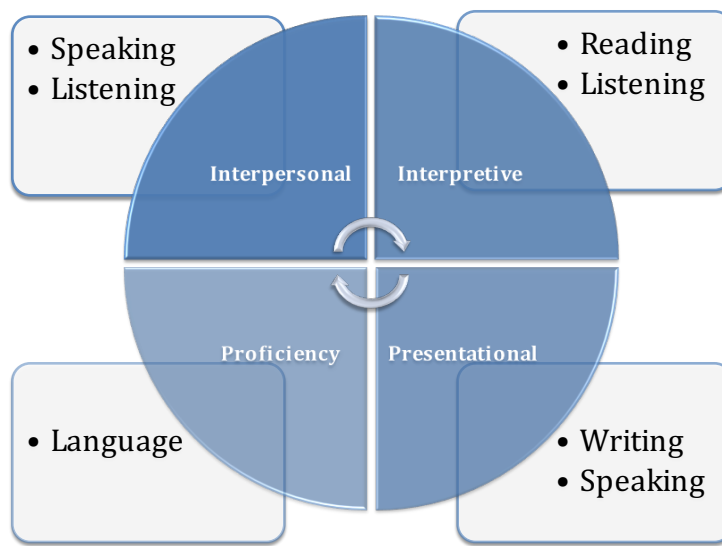 • Speaking
• Listening
• Reading
• Listening
Interpersonal
Interpretive
Proficiency
Presentational
• Language
• Writing
• Speaking